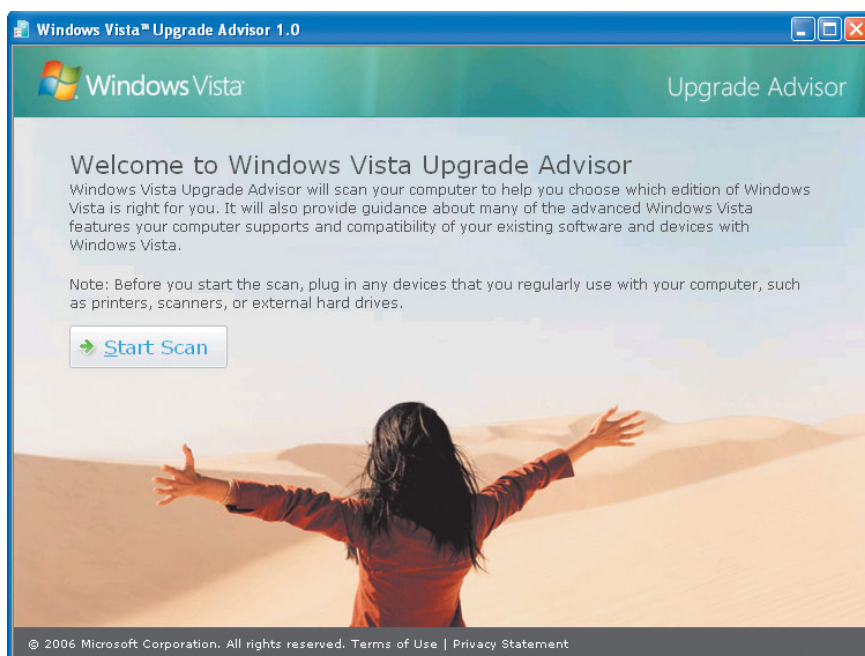 Windows Vista™ Upgrade Advisor 1.0
Windows Vista™
Upgrade Advisor
Welcome to Windows Vista Upgrade Advisor
Windows Vista Upgrade Advisor will scan your computer to help you choose which edition of Windows
Vista is right for you. It will also provide guidance about many of the advanced Windows Vista
features your computer supports and compatibility of your existing software and devices with
Windows Vista.
Note: Before you start the scan, plug in any devices that you regularly use with your computer, such
as printers, scanners, or external hard drives.
Start Scan
© 2006 Microsoft Corporation. All rights reserved. Terms of Use | Privacy Statement